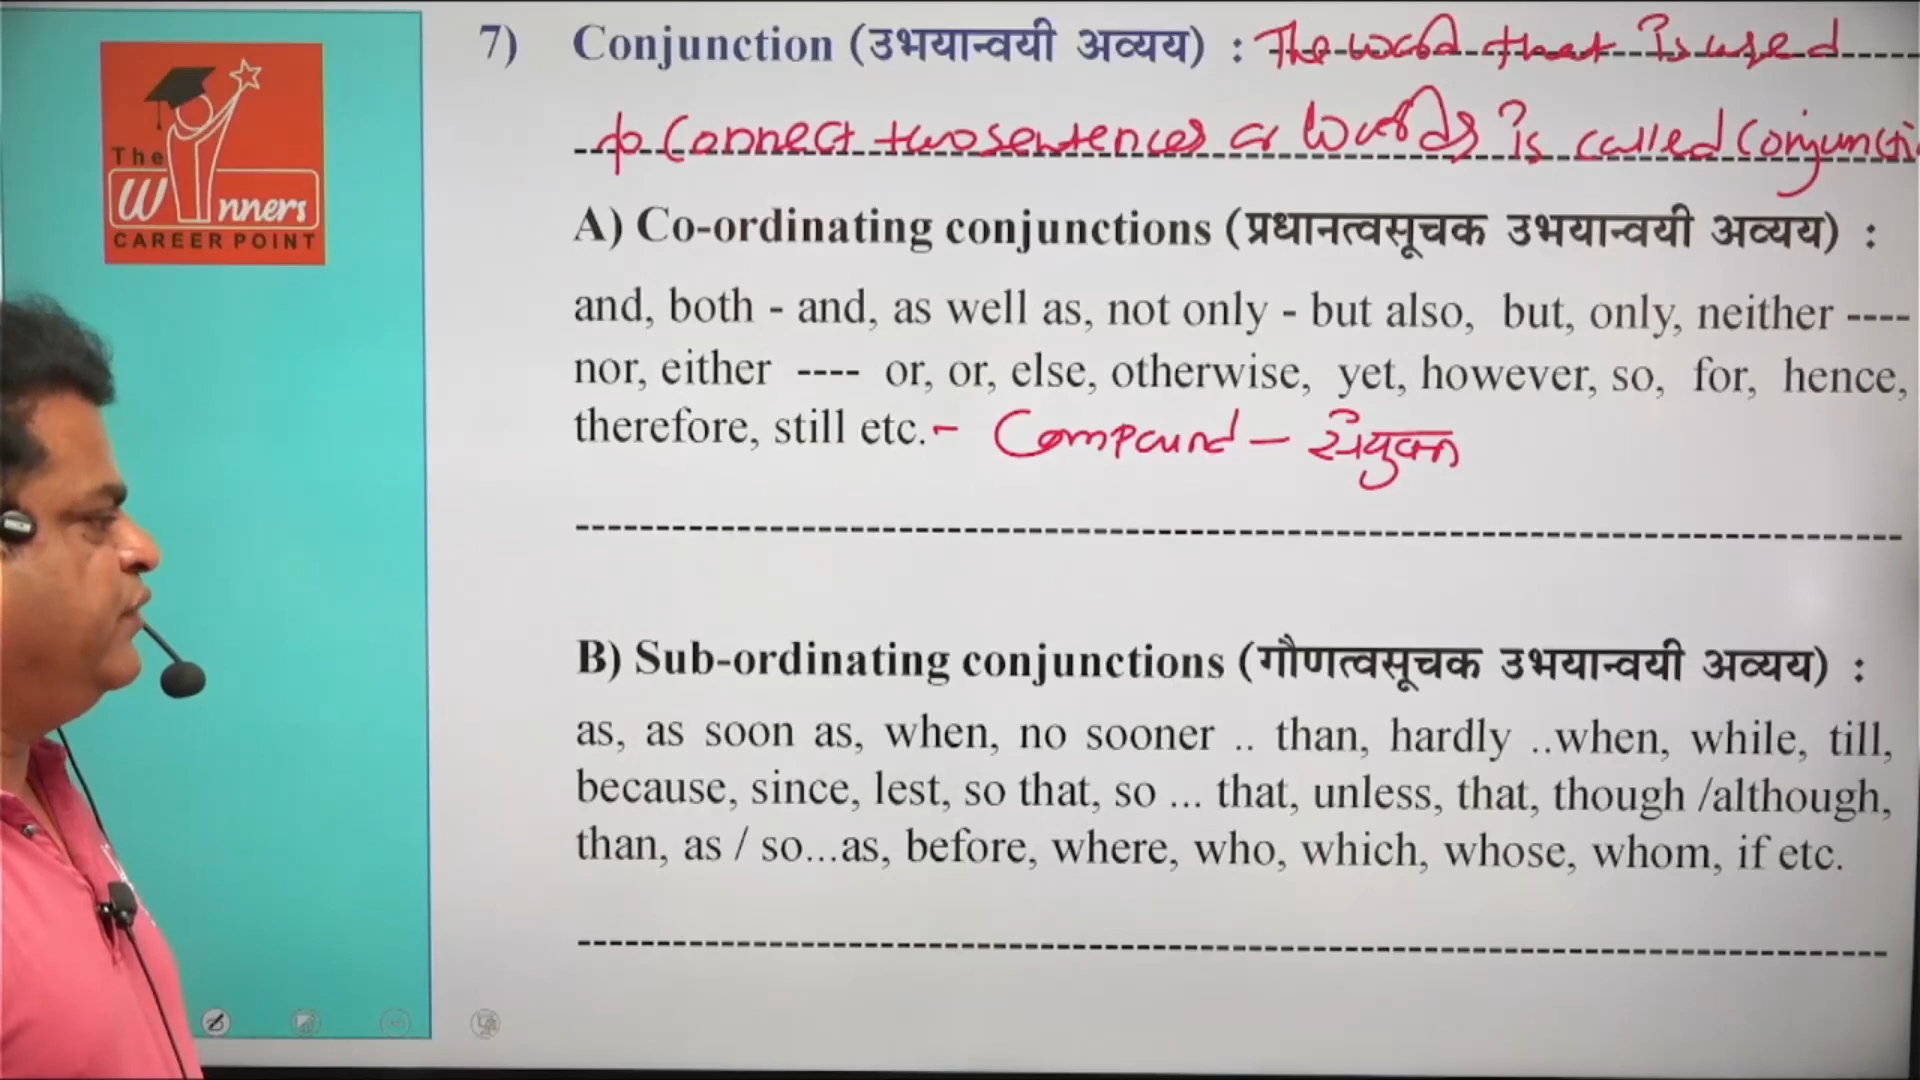 The
Winners
CAREER POINT
7) Conjunction (उभयान्वयी अव्यय) : The word that is used
to connect two sentences or words is called Conjuncti
A) Co-ordinating conjunctions (प्रधानत्वसूचक उभयान्वयी अव्यय) :
and, both - and, as well as, not only - but also, but, only, neither ----
nor, either ---- or, or, else, otherwise, yet, however, so, for, hence,
therefore, still etc. - Compound - संयुक्त
B) Sub-ordinating conjunctions (गौणत्वसूचक उभयान्वयी अव्यय) :
as, as soon as, when, no sooner .. than, hardly ..when, while, till,
because, since, lest, so that, so ... that, unless, that, though /although,
than, as / so...as, before, where, who, which, whose, whom, if etc.